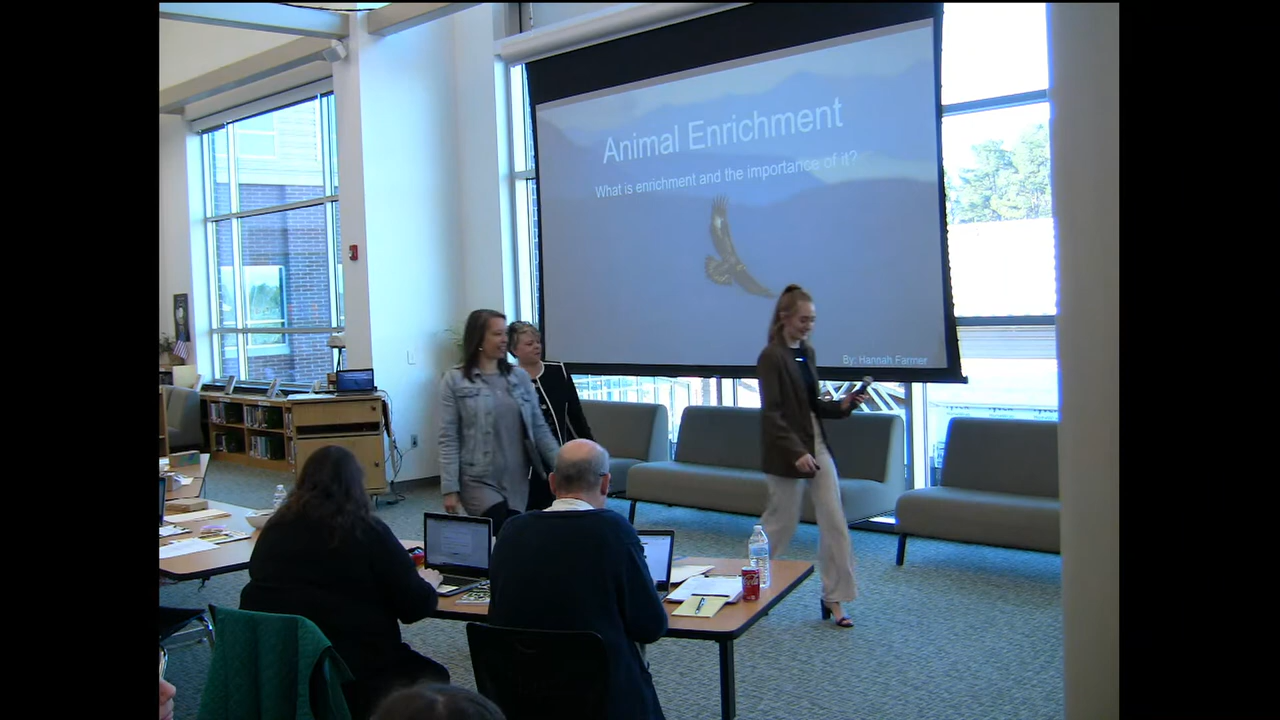 Animal Enrichment
What is enrichment and the importance of it?
By: Hannah Farmer